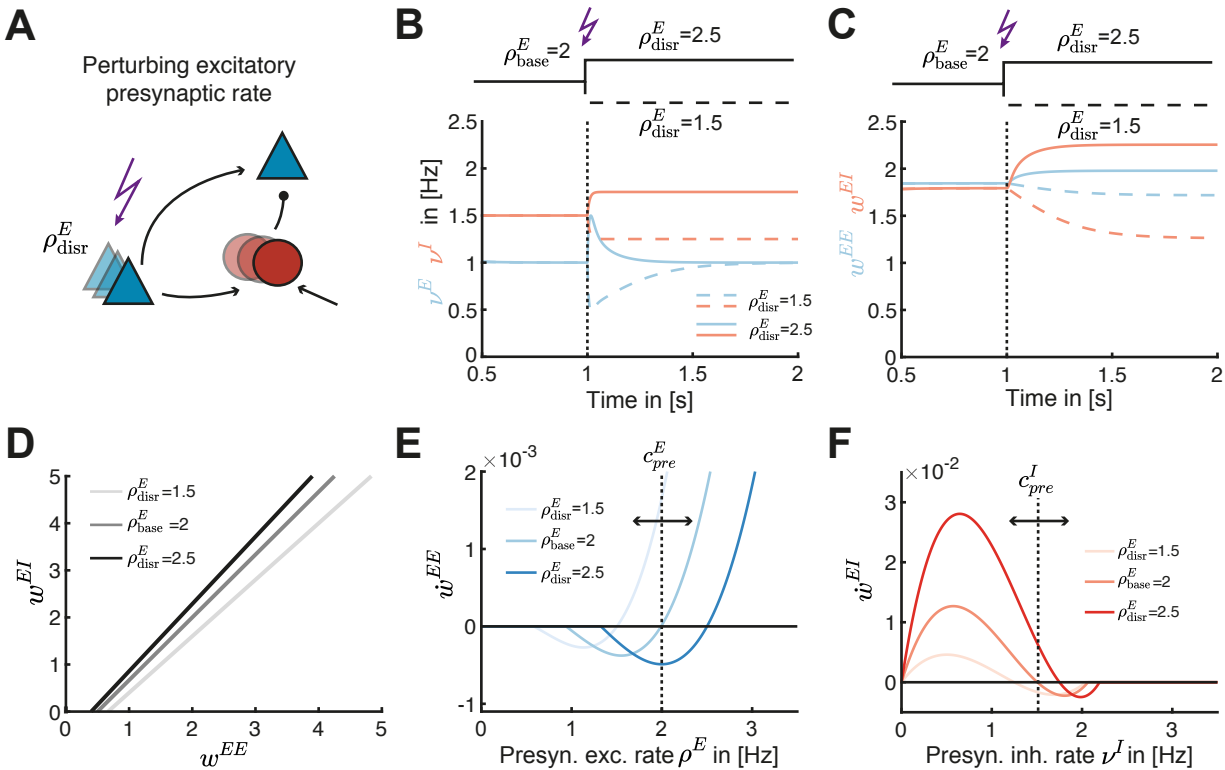 A
Perturbing excitatory
presynaptic rate
ρ^E_disr
B
ρ^E_base=2
ρ^E_disr=2.5
ρ^E_disr=1.5
ν^E ν^I in [Hz]
2.5
2
1.5
1
0.5
0
ρ^E_disr=1.5
ρ^E_disr=2.5
0.5 1 1.5 2
Time in [s]
C
ρ^E_base=2
ρ^E_disr=2.5
ρ^E_disr=1.5
w^EE w^EI
2.5
2
1.5
1
0.5
0
0.5 1 1.5 2
Time in [s]
D
w^EI
5
4
3
2
1
0
ρ^E_disr=1.5
ρ^E_base=2
ρ^E_disr=2.5
0 1 2 3 4 5
w^EE
E
×10^-3
c^E_pre
ẇ^EE
2
0
-1
ρ^E_disr=1.5
ρ^E_base=2
ρ^E_disr=2.5
0 1 2 3
Presyn. exc. rate ρ^E in [Hz]
F
×10^-2
c^I_pre
ẇ^EI
3
2
1
0
ρ^E_disr=1.5
ρ^E_base=2
ρ^E_disr=2.5
0 1 2 3
Presyn. inh. rate ν^I in [Hz]